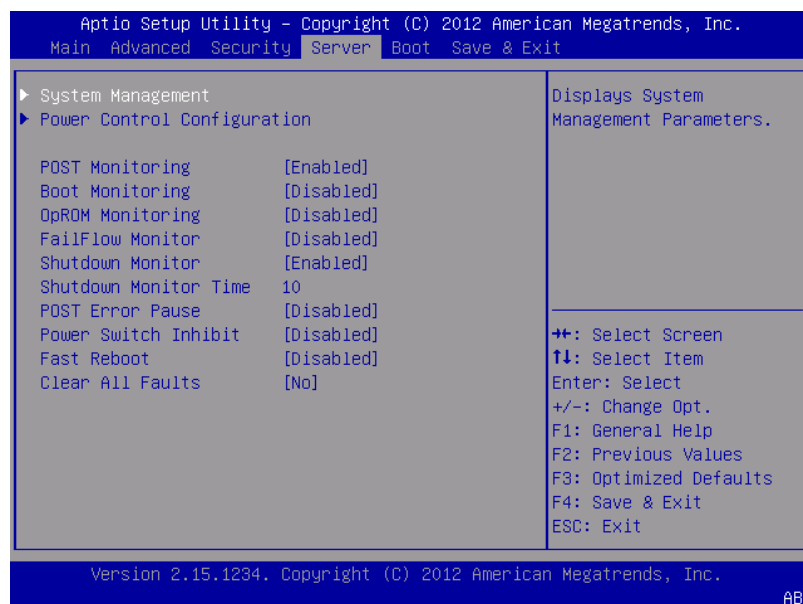 Aptio Setup Utility – Copyright (C) 2012 American Megatrends, Inc.
Main Advanced Security Server Boot Save & Exit
System Management
Power Control Configuration
POST Monitoring [Enabled]
Boot Monitoring [Disabled]
OpROM Monitoring [Disabled]
FailFlow Monitor [Disabled]
Shutdown Monitor [Enabled]
Shutdown Monitor Time 10
POST Error Pause [Disabled]
Power Switch Inhibit [Disabled]
Fast Reboot [Disabled]
Clear All Faults [No]
Displays System
Management Parameters.
→←: Select Screen
↑↓: Select Item
Enter: Select
+/-: Change Opt.
F1: General Help
F2: Previous Values
F3: Optimized Defaults
F4: Save & Exit
ESC: Exit
Version 2.15.1234. Copyright (C) 2012 American Megatrends, Inc.
AB